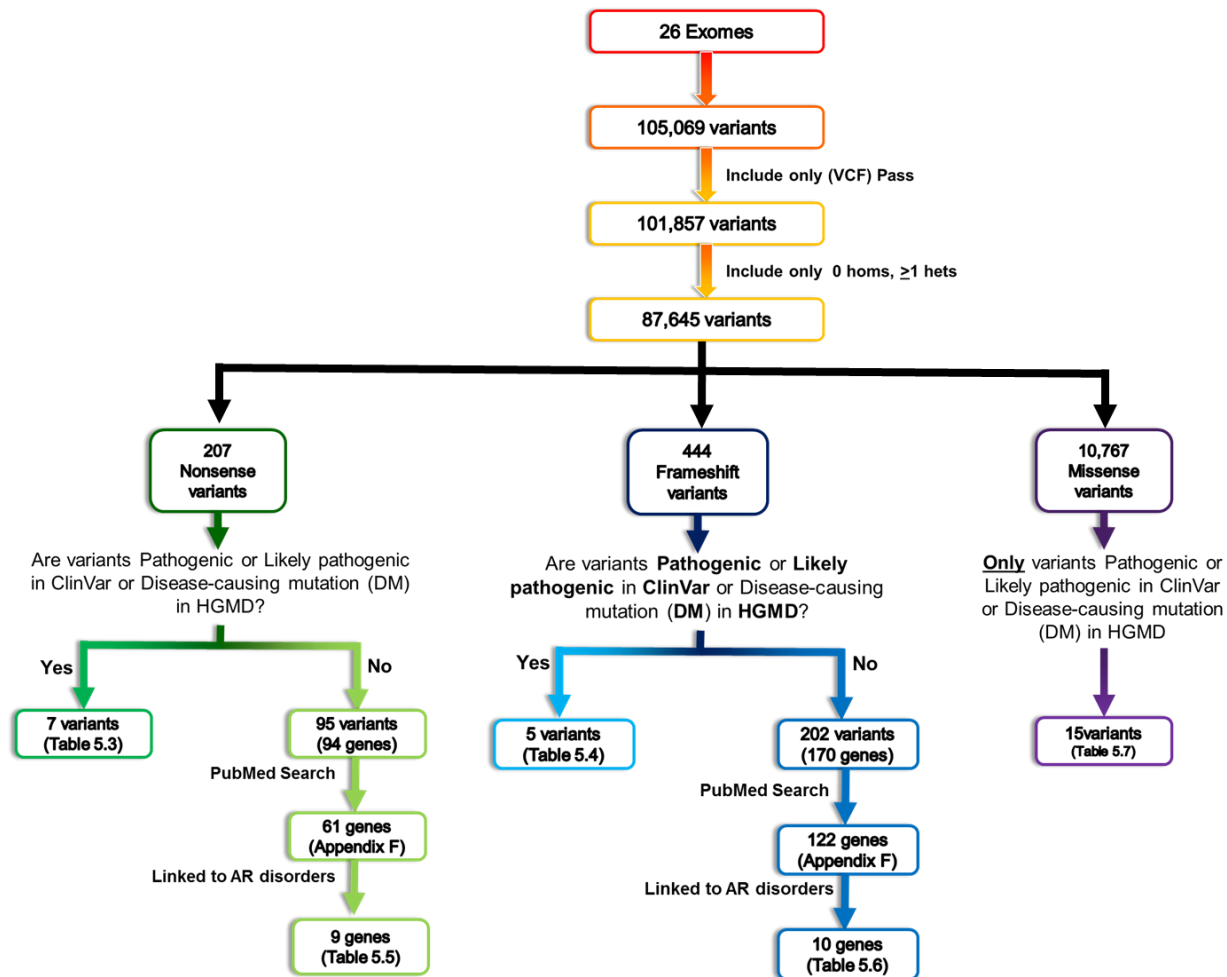 26 Exomes
105,069 variants
Include only (VCF) Pass
101,857 variants
Include only 0 homs, ≥1 hets
87,645 variants
207
Nonsense
variants
444
Frameshift
variants
10,767
Missense
variants
Are variants Pathogenic or Likely pathogenic
in ClinVar or Disease-causing mutation (DM)
in HGMD?
Are variants Pathogenic or Likely
pathogenic in ClinVar or Disease-causing
mutation (DM) in HGMD?
Only variants Pathogenic or
Likely pathogenic in ClinVar
or Disease-causing mutation
(DM) in HGMD
Yes
No
Yes
No
7 variants
(Table 5.3)
95 variants
(94 genes)
5 variants
(Table 5.4)
202 variants
(170 genes)
15variants
(Table 5.7)
PubMed Search
PubMed Search
61 genes
(Appendix F)
122 genes
(Appendix F)
Linked to AR disorders
Linked to AR disorders
9 genes
(Table 5.5)
10 genes
(Table 5.6)